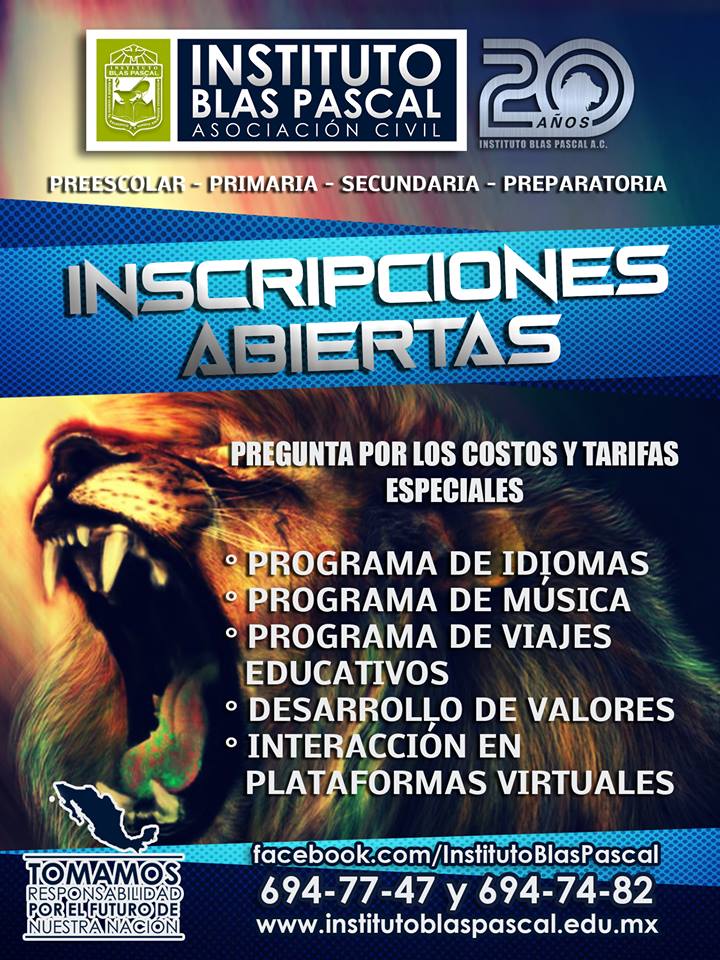 INSTITUTO
BLAS PASCAL
INSTITUTO
BLAS PASCAL
ASOCIACIÓN CIVIL
20
AÑOS
INSTITUTO BLAS PASCAL A.C.
PREESCOLAR - PRIMARIA - SECUNDARIA - PREPARATORIA
INSCRIPCIONES
ABIERTAS
PREGUNTA POR LOS COSTOS Y TARIFAS
ESPECIALES
° PROGRAMA DE IDIOMAS
° PROGRAMA DE MÚSICA
° PROGRAMA DE VIAJES
EDUCATIVOS
° DESARROLLO DE VALORES
° INTERACCIÓN EN
PLATAFORMAS VIRTUALES
TOMAMOS
RESPONSABILIDAD
POR EL FUTURO DE
NUESTRA NACIÓN
facebook.com/InstitutoBlasPascal
694-77-47 y 694-74-82
www.institutoblaspascal.edu.mx